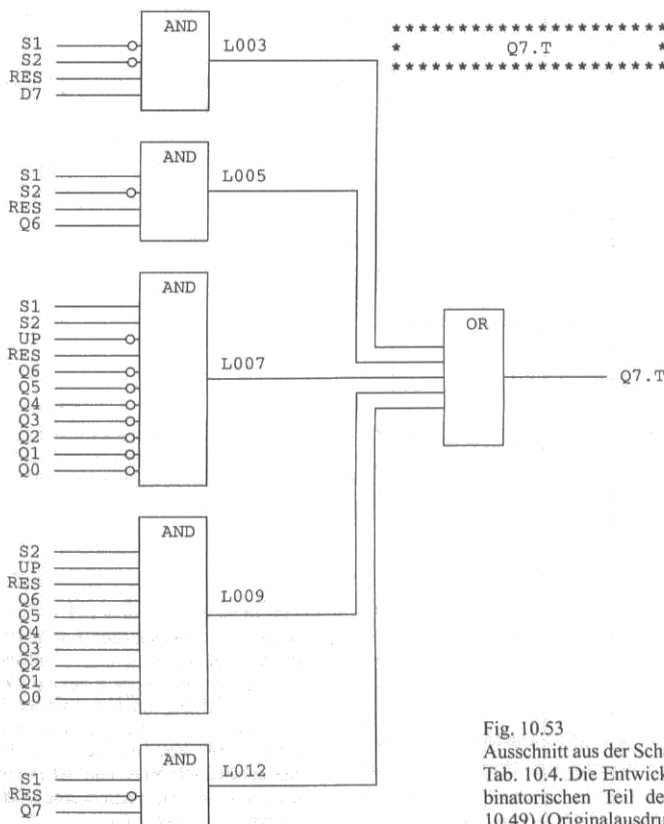 AND
S1
S2
RES
D7
L003
* * * * * * * * * * * * * * * * * * * * *
* Q7.T *
* * * * * * * * * * * * * * * * * * * * *
AND
S1
S2
RES
Q6
L005
AND
S1
S2
UP
RES
Q6
Q5
Q4
Q3
Q2
Q1
Q0
L007
OR
Q7.T
AND
S2
UP
RES
Q6
Q5
Q4
Q3
Q2
Q1
Q0
L009
AND
S1
RES
Q7
L012
Fig. 10.53
Ausschnitt aus der Sch
Tab. 10.4. Die Entwick
binatorischen Teil de
10.49) (Originalausdru